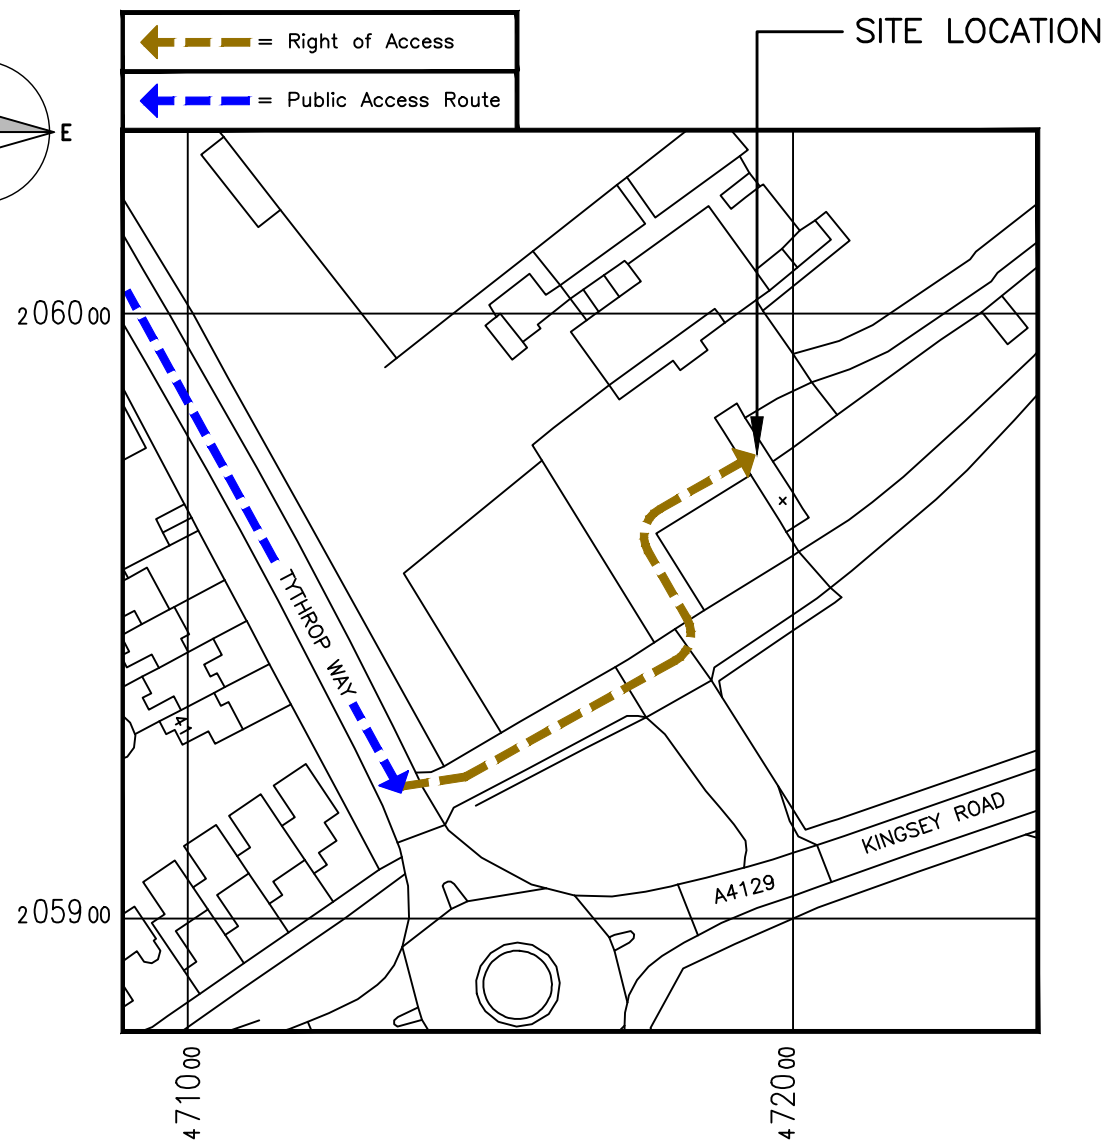 = Right of Access
SITE LOCATION
= Public Access Route
E
206000
TYTHROP WAY
41
KINGSEY ROAD
A4129
205900
471000
472000